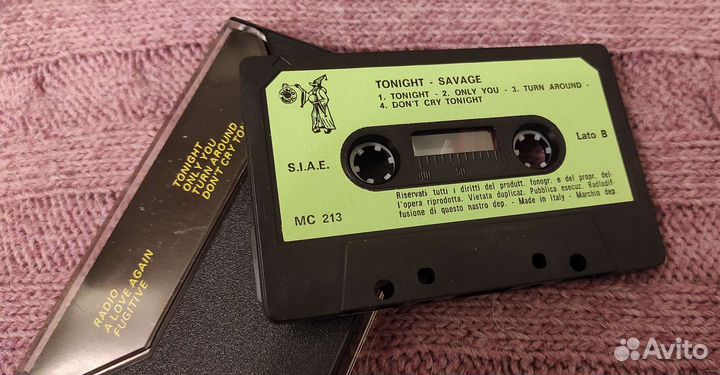 TONIGHT - SAVAGE
1. TONIGHT - 2. ONLY YOU - 3. TURN AROUND -
4. DON'T CRY TONIGHT
S.I.A.E.
Lato B
MC 213
Riservati tutti i diritti del produtt. fonogr. e del propr. del-
l'opera riprodotta. Vietata duplicaz. Pubblica esecuz. Radiodif-
fusione di questo nastro dep. - Made in Italy - Marchio dep.
TONIGHT
ONLY YOU
TURN AROUND
DON'T CRY TON
RADIO
A LOVE AGAIN
FUGITIVE
Avito